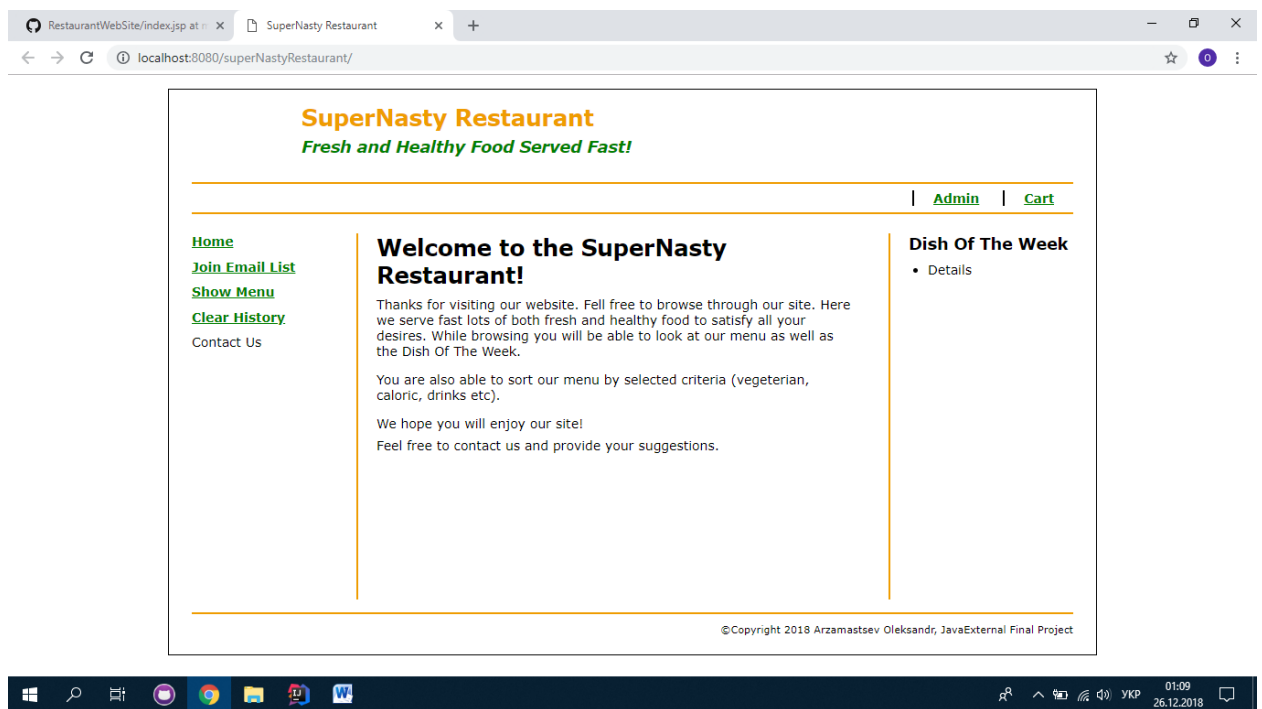 RestaurantWebSite/index.jsp at
SuperNasty Restaurant
localhost:8080/superNastyRestaurant/
O
SuperNasty Restaurant
Fresh and Healthy Food Served Fast!
Admin
Cart
Home
Join Email List
Show Menu
Clear History
Contact Us
Welcome to the SuperNasty
Restaurant!
Thanks for visiting our website. Fell free to browse through our site. Here
we serve fast lots of both fresh and healthy food to satisfy all your
desires. While browsing you will be able to look at our menu as well as
the Dish Of The Week.
You are also able to sort our menu by selected criteria (vegeterian,
caloric, drinks etc).
We hope you will enjoy our site!
Feel free to contact us and provide your suggestions.
Dish Of The Week
• Details
©Copyright 2018 Arzamastsev Oleksandr, JavaExternal Final Project
УКР
01:09
26.12.2018